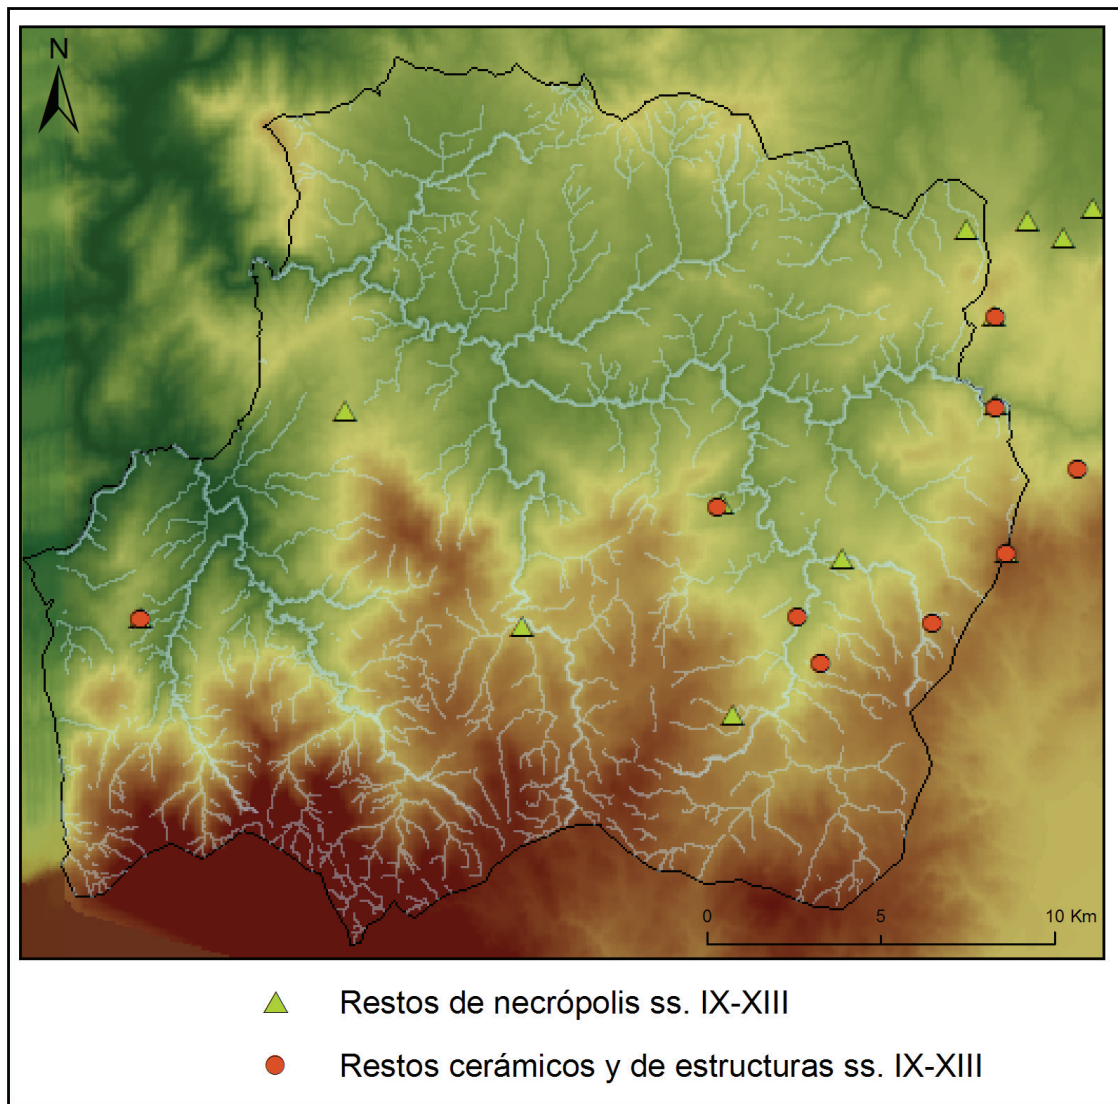 N
0 5 10 Km
Restos de necrópolis ss. IX-XIII
Restos cerámicos y de estructuras ss. IX-XIII